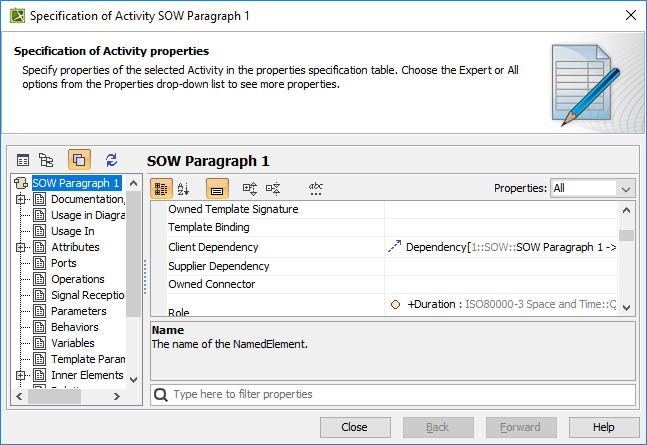 Specification of Activity SOW Paragraph 1
Specification of Activity properties
Specify properties of the selected Activity in the properties specification table. Choose the Expert or All
options from the Properties drop-down list to see more properties.
SOW Paragraph 1
SOW Paragraph 1
Documentation,
Usage in Diagra
Usage In
Attributes
Ports
Operations
Signal Receptio
Parameters
Behaviors
Variables
Template Param
Inner Elements
Properties: All
Owned Template Signature
Template Binding
Client Dependency Dependency[1::SOW::SOW Paragraph 1 ->
Supplier Dependency
Owned Connector
Role +Duration : ISO80000-3 Space and Time::Q
Name
The name of the NamedElement.
Type here to filter properties
Close Back Forward Help